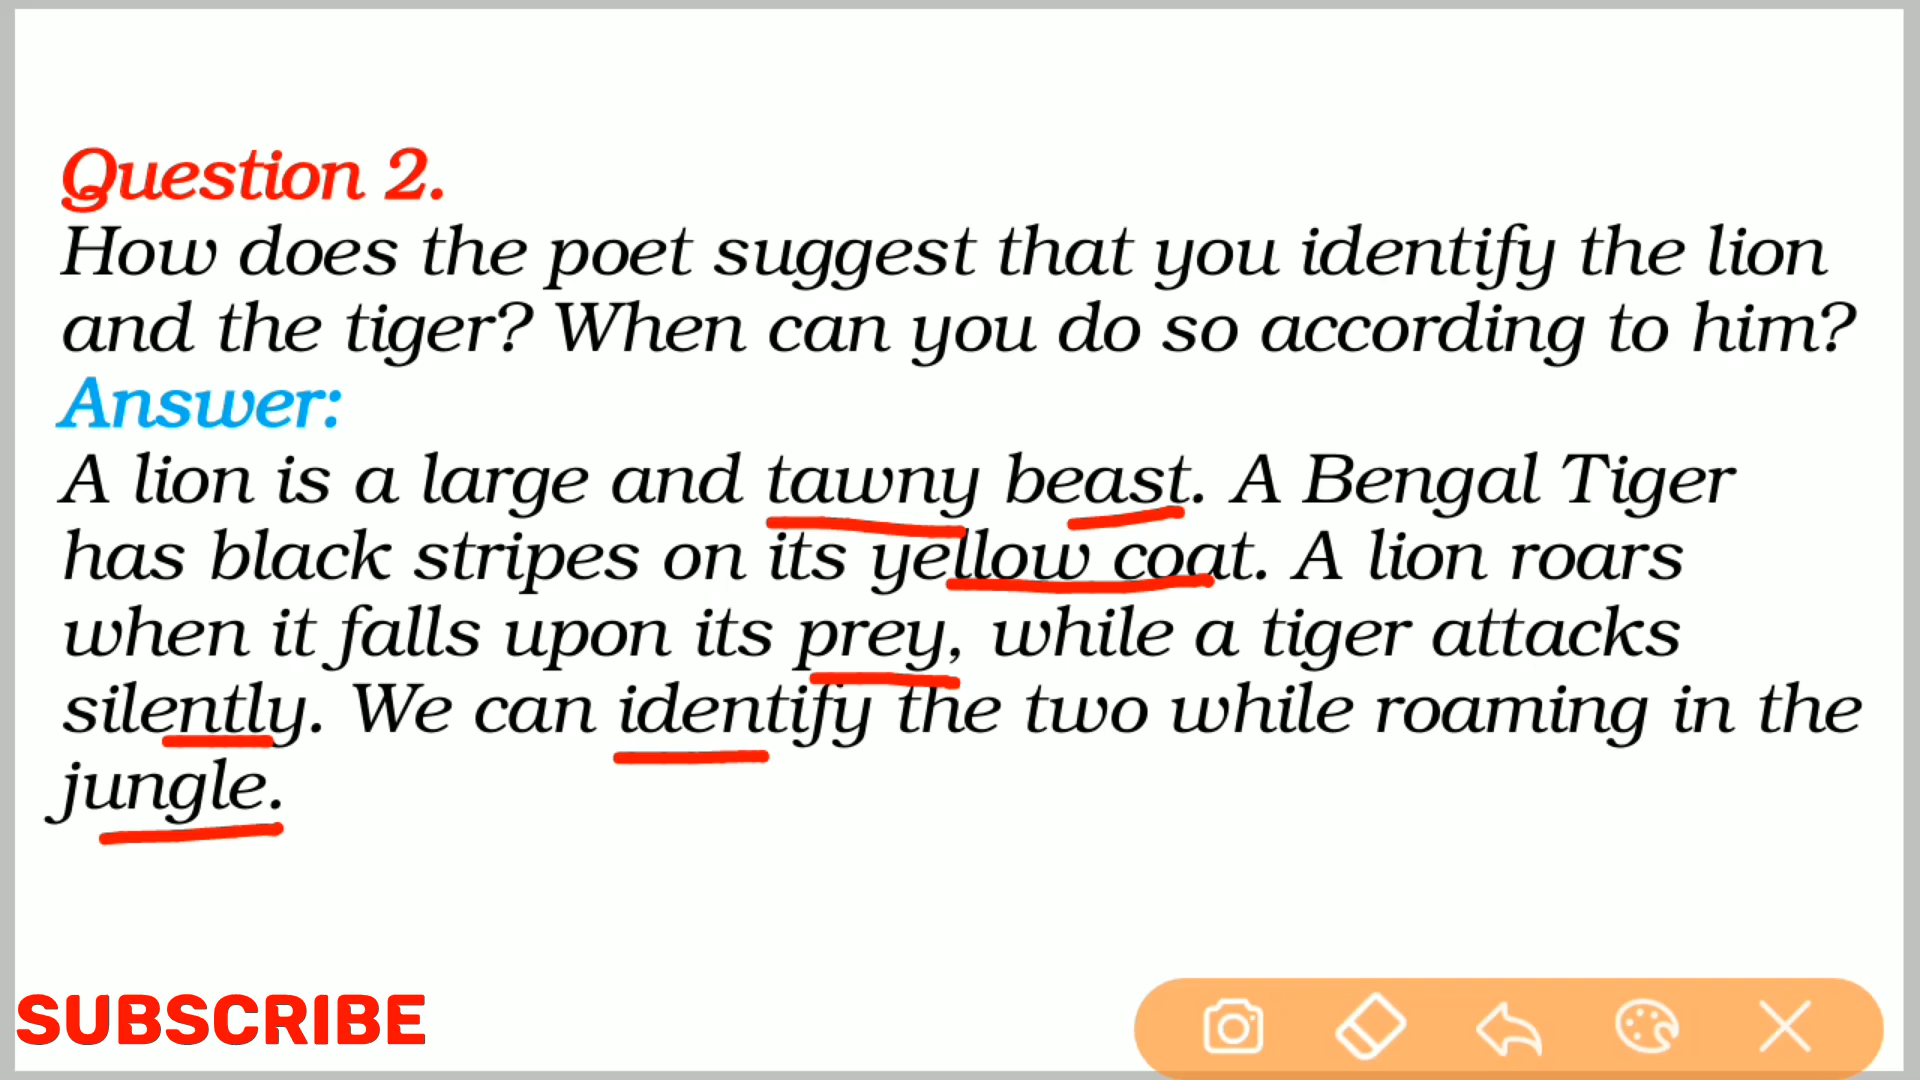 Question 2.
How does the poet suggest that you identify the lion
and the tiger? When can you do so according to him?
Answer:
A lion is a large and tawny beast. A Bengal Tiger
has black stripes on its yellow coat. A lion roars
when it falls upon its prey, while a tiger attacks
silently. We can identify the two while roaming in the
jungle.
SUBSCRIBE